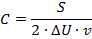 C = S / (2 · ΔU · v)